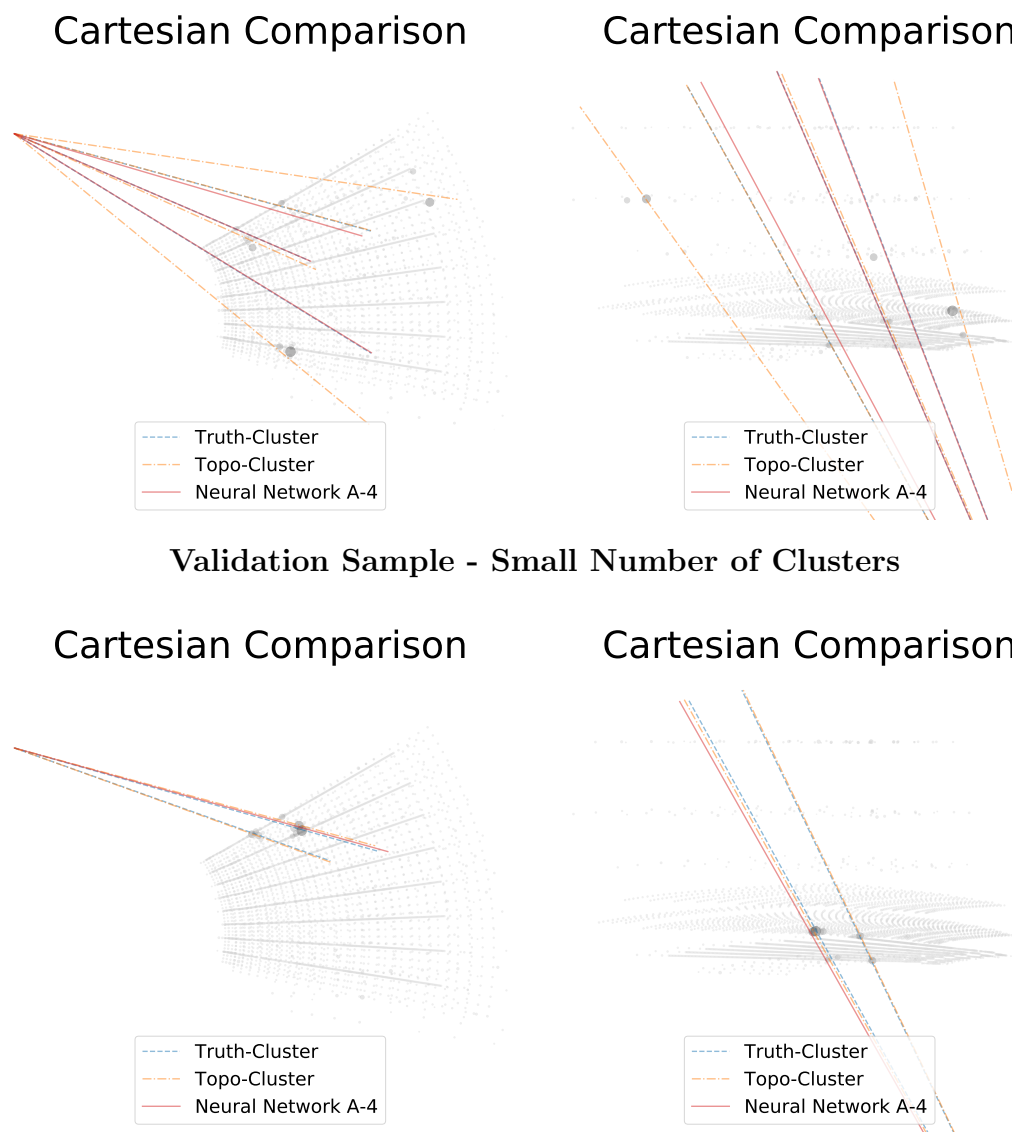 Cartesian Comparison
Cartesian Comparison
Truth-Cluster
Topo-Cluster
Neural Network A-4
Truth-Cluster
Topo-Cluster
Neural Network A-4
Validation Sample - Small Number of Clusters
Cartesian Comparison
Cartesian Comparison
Truth-Cluster
Topo-Cluster
Neural Network A-4
Truth-Cluster
Topo-Cluster
Neural Network A-4